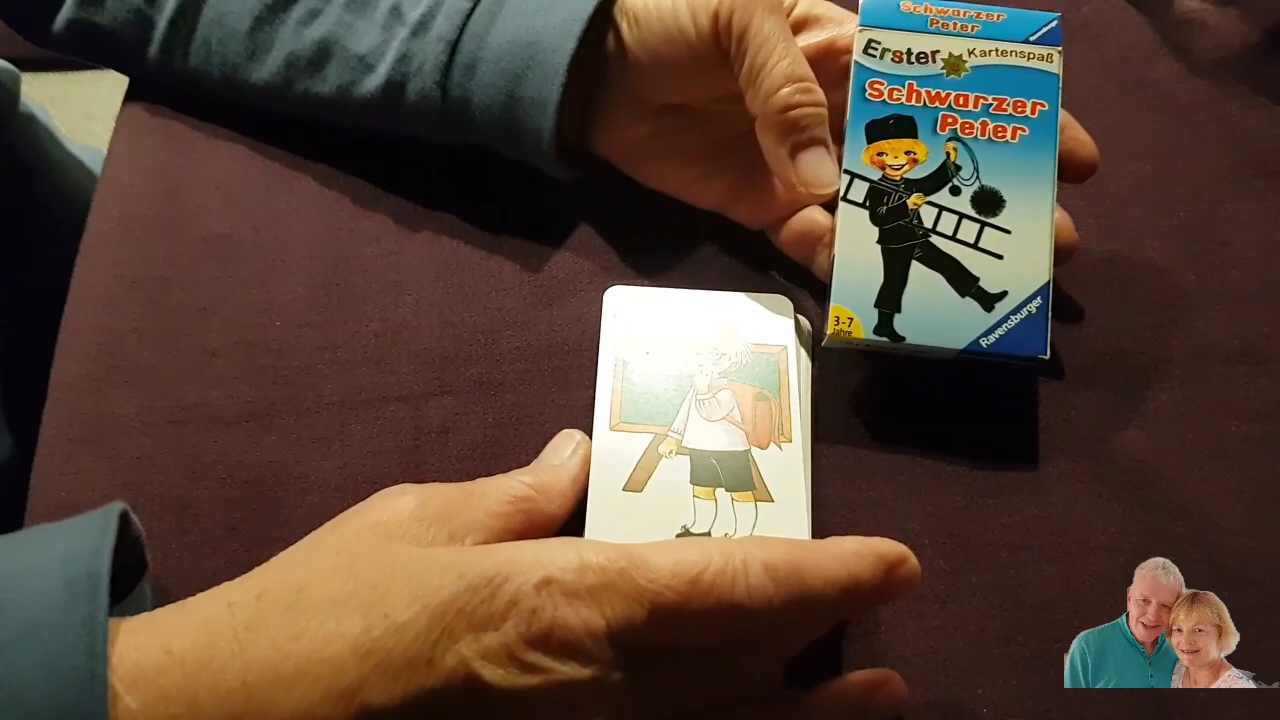 Schwarzer
Peter
Erster Kartenspaß
Schwarzer
Peter
3-7
Jahre
Ravensburger